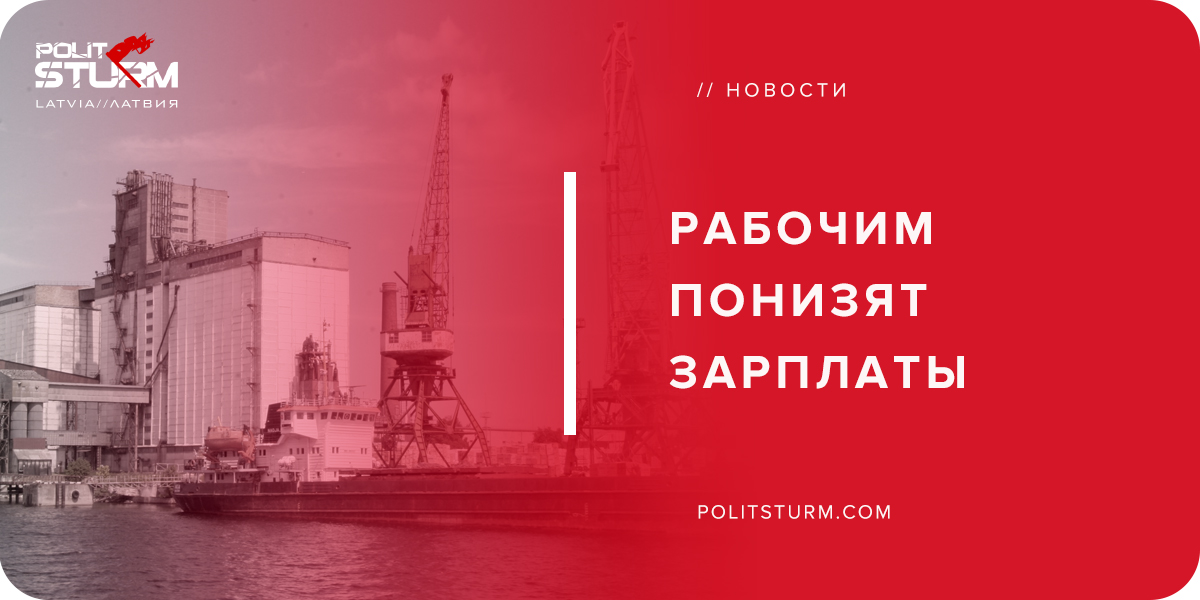 POLIT
STURM
LATVIA//ЛАТВИЯ
// НОВОСТИ
РАБОЧИМ
ПОНИЗЯТ
ЗАРПЛАТЫ
POLITSTURM.COM